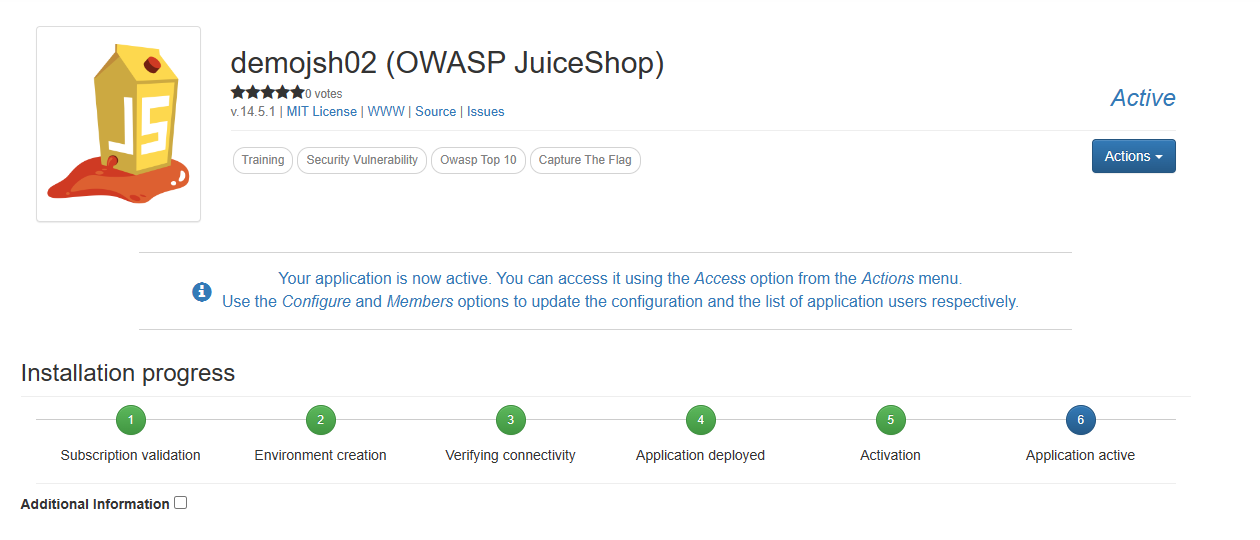 JS
demojsh02 (OWASP JuiceShop)
0 votes
v.14.5.1 | MIT License | WWW | Source | Issues
Active
Training Security Vulnerability Owasp Top 10 Capture The Flag
Actions
Your application is now active. You can access it using the Access option from the Actions menu.
Use the Configure and Members options to update the configuration and the list of application users respectively.
Installation progress
1 2 3 4 5 6
Subscription validation Environment creation Verifying connectivity Application deployed Activation Application active
Additional Information